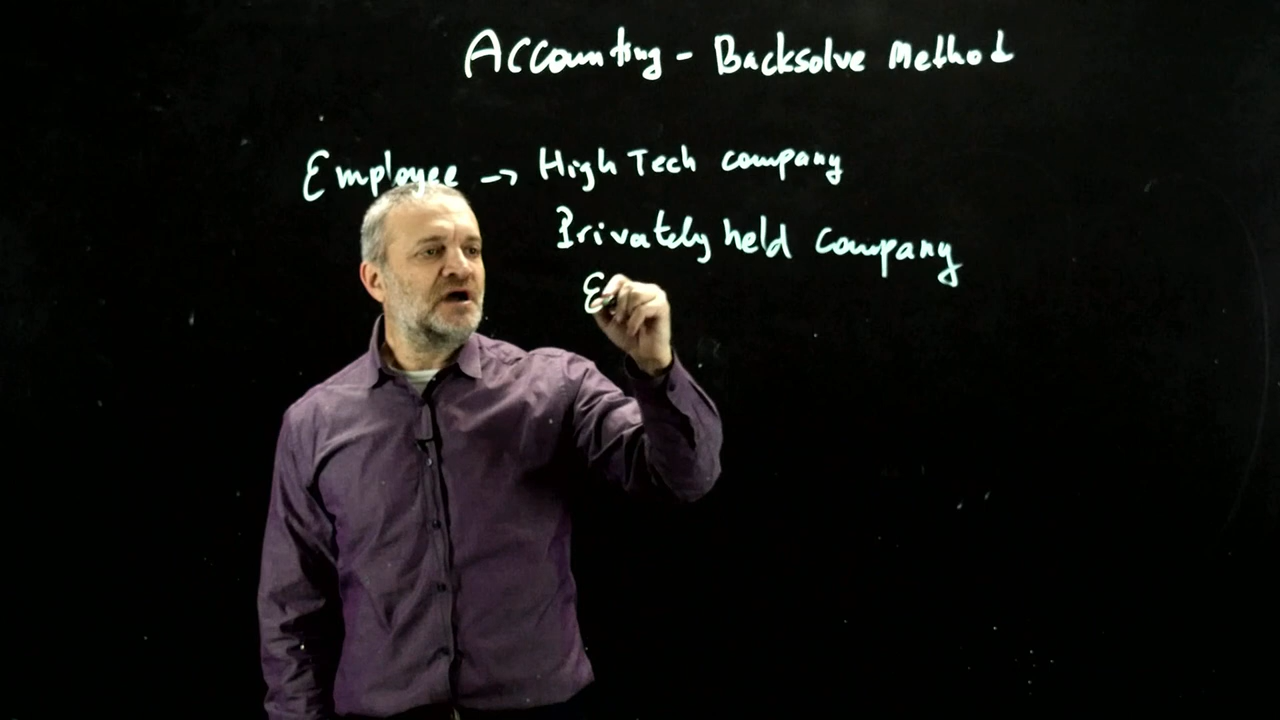 Accounting - Backsolve Method
Employee → High Tech company
Privately held company
E